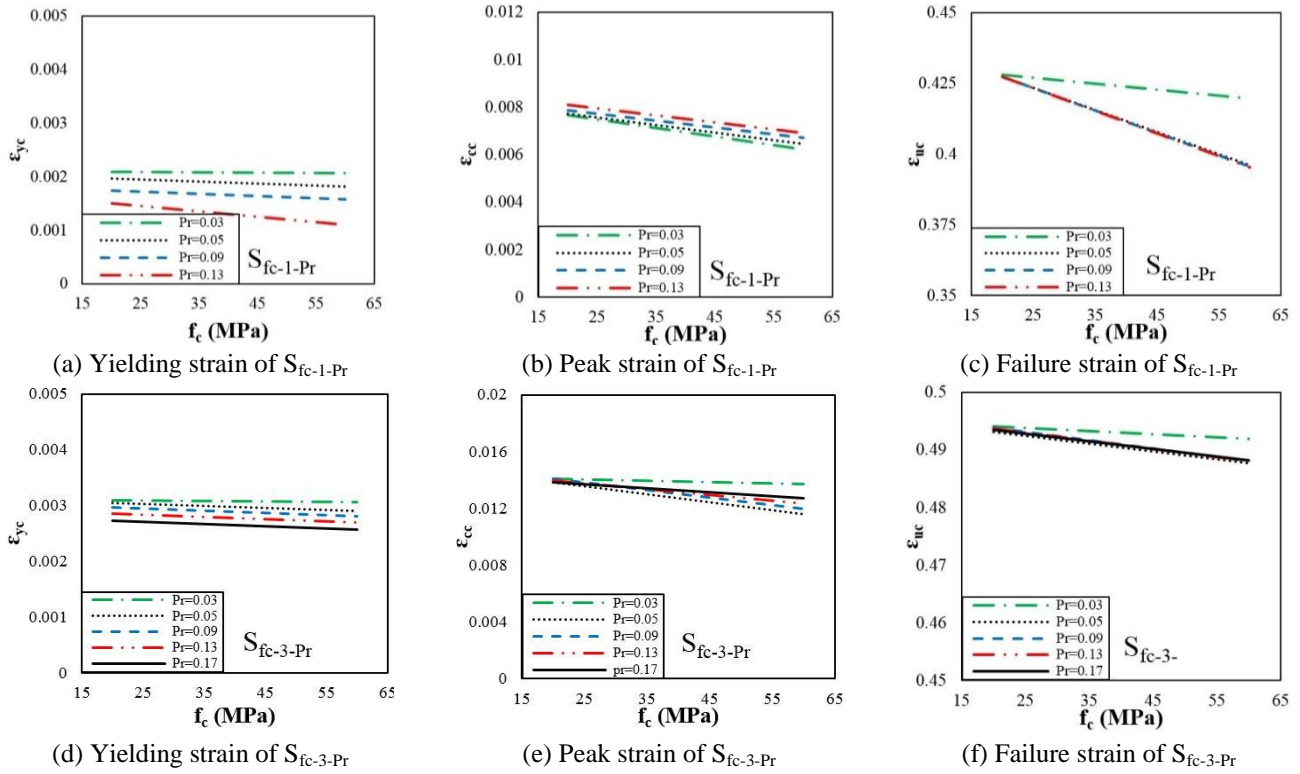 0.005
0.004
0.003
0.002
0.001
0
εyc
Pr=0.03
Pr=0.05
Pr=0.09
Pr=0.13
Sfc-1-Pr
15 25 35 45 55 65
fc (MPa)
(a) Yielding strain of Sfc-1-Pr
0.012
0.01
0.008
0.006
0.004
0.002
0
εcc
Pr=0.03
Pr=0.05
Pr=0.09
Pr=0.13
Sfc-1-Pr
15 25 35 45 55 65
fc (MPa)
(b) Peak strain of Sfc-1-Pr
0.45
0.425
0.4
0.375
0.35
εuc
Pr=0.03
Pr=0.05
Pr=0.09
Pr=0.13
Sfc-1-Pr
15 25 35 45 55 65
fc (MPa)
(c) Failure strain of Sfc-1-Pr
0.005
0.004
0.003
0.002
0.001
0
εyc
Pr=0.03
Pr=0.05
Pr=0.09
Pr=0.13
Pr=0.17
Sfc-3-Pr
15 25 35 45 55 65
fc (MPa)
(d) Yielding strain of Sfc-3-Pr
0.02
0.016
0.012
0.008
0.004
0
εcc
Pr=0.03
Pr=0.05
Pr=0.09
Pr=0.13
pr=0.17
Sfc-3-Pr
15 25 35 45 55 65
fc (MPa)
(e) Peak strain of Sfc-3-Pr
0.5
0.49
0.48
0.47
0.46
0.45
εuc
Pr=0.03
Pr=0.05
Pr=0.09
Pr=0.13
Pr=0.17
Sfc-3-
15 25 35 45 55 65
fc (MPa)
(f) Failure strain of Sfc-3-Pr